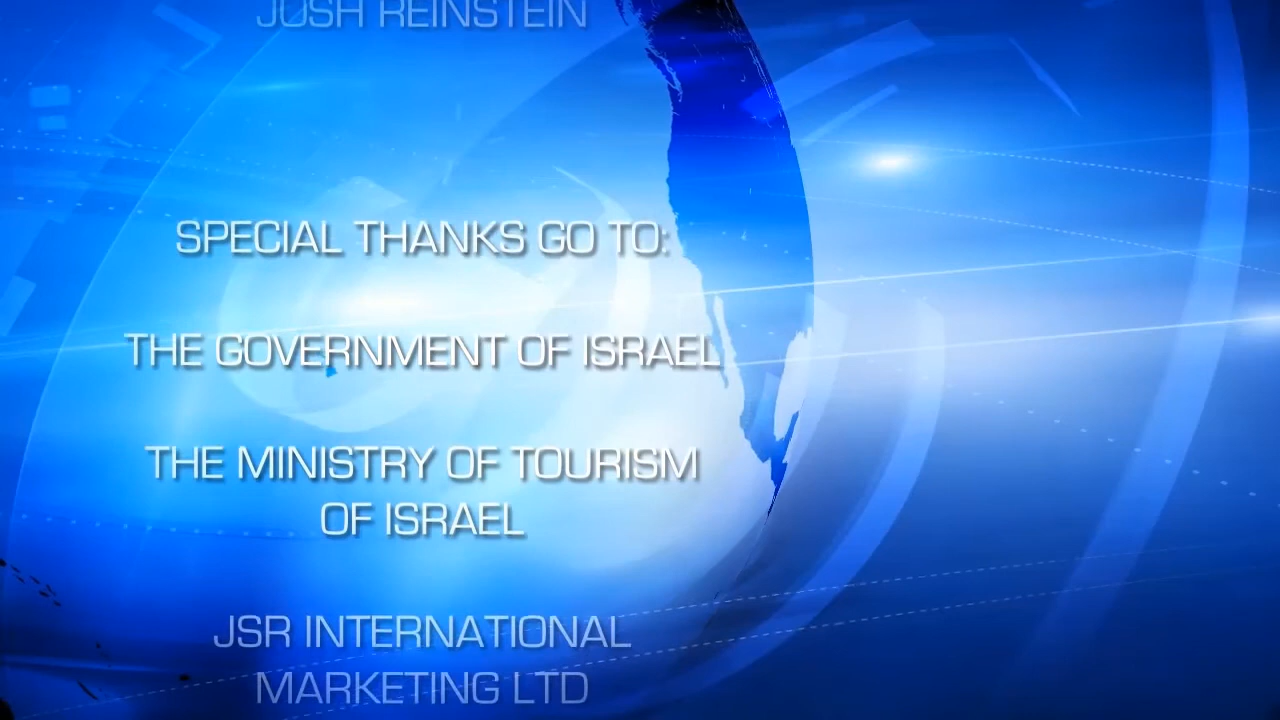 JOSH REINSTEIN
SPECIAL THANKS GO TO:
THE GOVERNMENT OF ISRAEL
THE MINISTRY OF TOURISM
OF ISRAEL
JSR INTERNATIONAL
MARKETING LTD